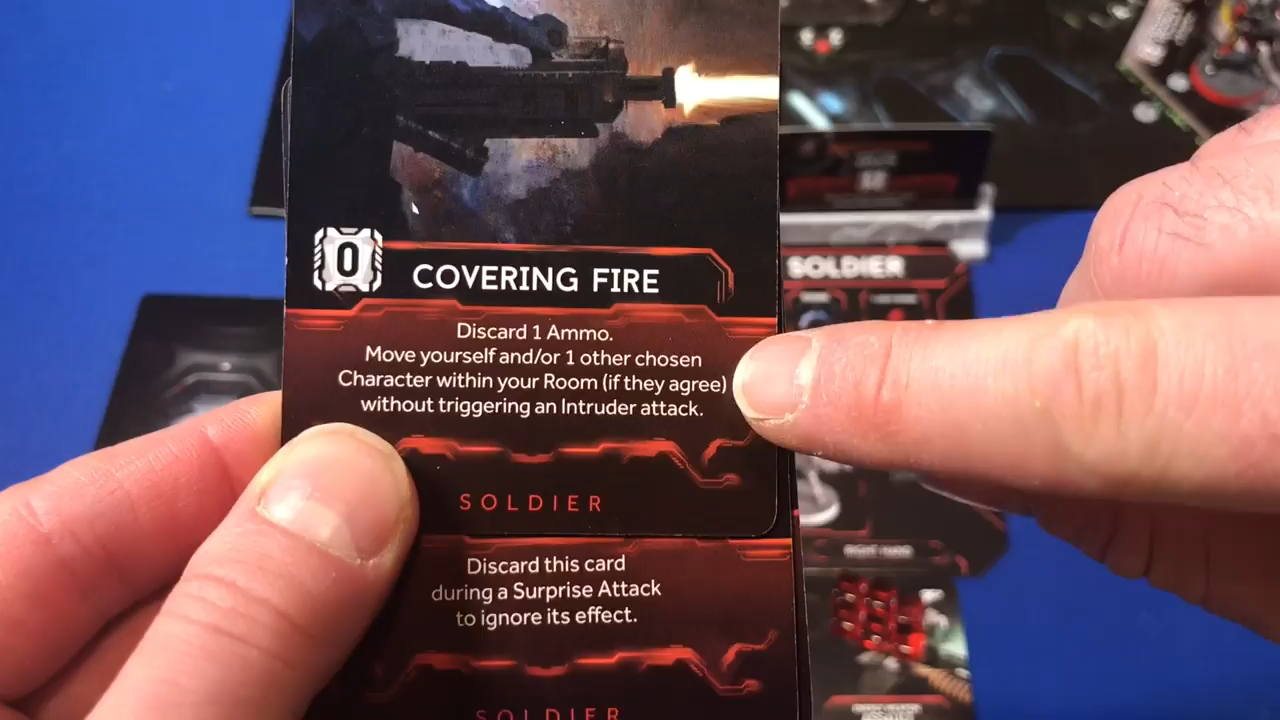 0
COVERING FIRE
Discard 1 Ammo.
Move yourself and/or 1 other chosen
Character within your Room (if they agree)
without triggering an Intruder attack.
SOLDIER
Discard this card
during a Surprise Attack
to ignore its effect.
SOLDIER
SOLDIER
RIGHT HAND